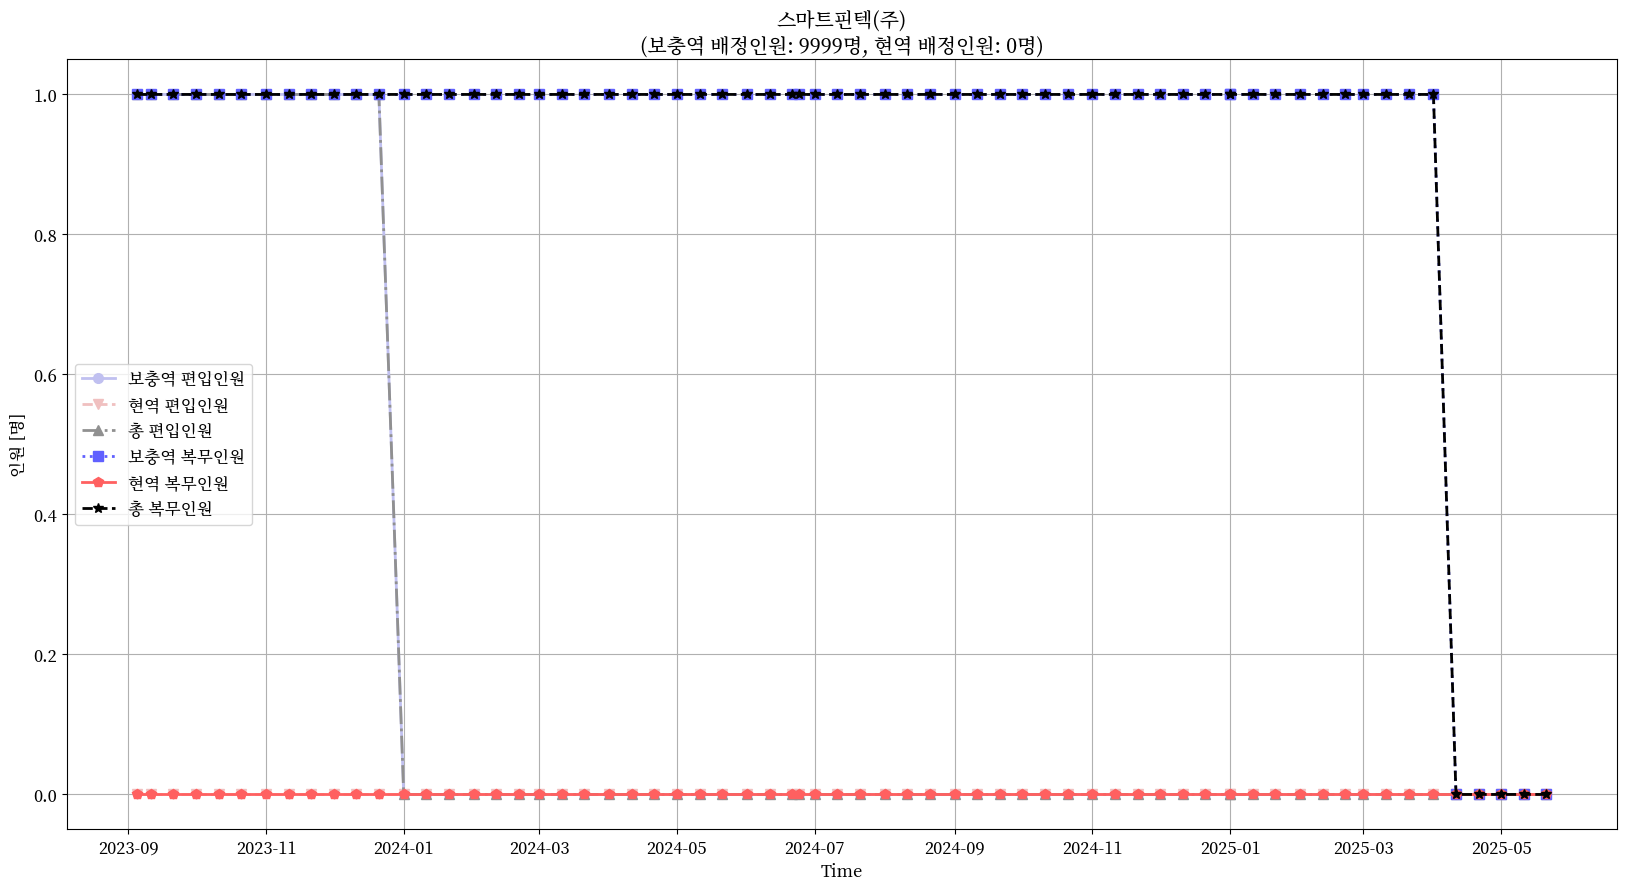 스마트핀텍(주)
(보충역 배정인원: 9999명, 현역 배정인원: 0명)
인원 [명]
1.0
0.8
0.6
0.4
0.2
0.0
보충역 편입인원
현역 편입인원
총 편입인원
보충역 복무인원
현역 복무인원
총 복무인원
2023-09 2023-11 2024-01 2024-03 2024-05 2024-07 2024-09 2024-11 2025-01 2025-03 2025-05
Time